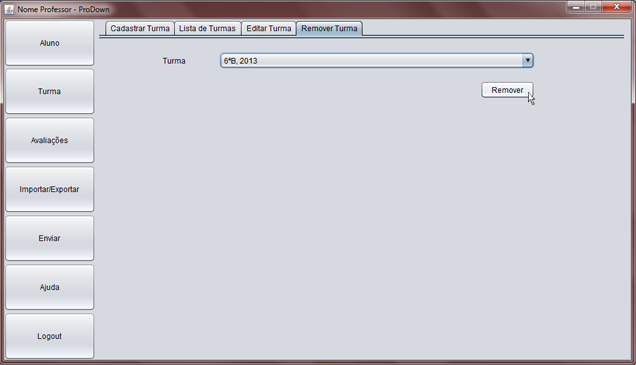 Nome Professor - ProDown
Aluno
Turma
Avaliações
Importar/Exportar
Enviar
Ajuda
Logout
Cadastrar Turma
Lista de Turmas
Editar Turma
Remover Turma
Turma
6ªB, 2013
Remover